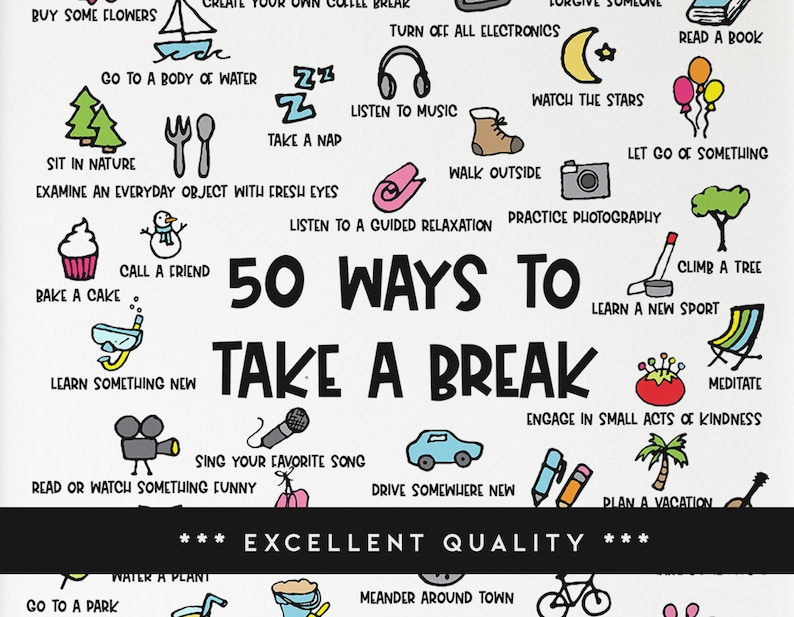 BUY SOME FLOWERS
CREATE YOUR OWN COFFEE BREAK
FORGIVE SOMEONE
TURN OFF ALL ELECTRONICS
READ A BOOK
GO TO A BODY OF WATER
Z Z Z Z
LISTEN TO MUSIC
WATCH THE STARS
TAKE A NAP
SIT IN NATURE
WALK OUTSIDE
LET GO OF SOMETHING
EXAMINE AN EVERYDAY OBJECT WITH FRESH EYES
LISTEN TO A GUIDED RELAXATION
PRACTICE PHOTOGRAPHY
CALL A FRIEND
CLIMB A TREE
BAKE A CAKE
50 WAYS TO
TAKE A BREAK
LEARN A NEW SPORT
LEARN SOMETHING NEW
MEDITATE
ENGAGE IN SMALL ACTS OF KINDNESS
SING YOUR FAVORITE SONG
READ OR WATCH SOMETHING FUNNY
DRIVE SOMEWHERE NEW
PLAN A VACATION
*** EXCELLENT QUALITY ***
WATER A PLANT
GO TO A PARK
MEANDER AROUND TOWN